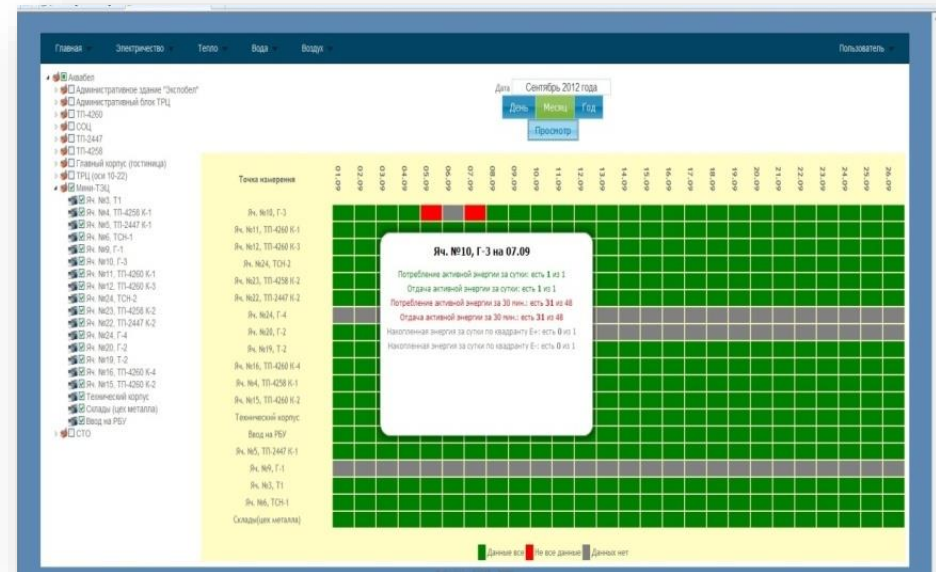 Главная Электричество Тепло Вода Воздух Пользователь
Аквабел
Административное здание "Экспобел"
Административный блок ТРЦ
ТП-4260
СОЦ
ТП-2447
ТП-4258
Главный корпус (гостиница)
ТРЦ (оси 10-22)
Мини-ТЭЦ
Яч. №3, Т1
Яч. №4, ТП-4258 К-1
Яч. №5, ТП-2447 К-1
Яч. №6, ТСН-1
Яч. №9, Г-1
Яч. №10, Г-3
Яч. №11, ТП-4260 К-1
Яч. №12, ТП-4260 К-3
Яч. №24, ТСН-2
Яч. №23, ТП-4258 К-2
Яч. №22, ТП-2447 К-2
Яч. №24, Г-4
Яч. №20, Г-2
Яч. №19, Т-2
Яч. №16, ТП-4260 К-4
Яч. №15, ТП-4260 К-2
Технический корпус
Склады (цех металла)
Ввод на РБУ
СТО
Дата Сентябрь 2012 года
День Месяц Год
Просмотр
Точка измерения 01.09 02.09 03.09 04.09 05.09 06.09 07.09 08.09 09.09 10.09 11.09 12.09 13.09 14.09 15.09 16.09 17.09 18.09 19.09 20.09 21.09 22.09 23.09 24.09 25.09 26.09
Яч. №10, Г-3
Яч. №11, ТП-4260 К-1
Яч. №12, ТП-4260 К-3
Яч. №24, ТСН-2
Яч. №23, ТП-4258 К-2
Яч. №22, ТП-2447 К-2
Яч. №24, Г-4
Яч. №20, Г-2
Яч. №19, Т-2
Яч. №16, ТП-4260 К-4
Яч. №4, ТП-4258 К-1
Яч. №15, ТП-4260 К-2
Технический корпус
Ввод на РБУ
Яч. №5, ТП-2447 К-1
Яч. №9, Г-1
Яч. №3, Т1
Яч. №6, ТСН-1
Склады(цех металла)
Яч. №10, Г-3 на 07.09
Потребление активной энергии за сутки: есть 1 из 1
Отдача активной энергии за сутки: есть 1 из 1
Потребление активной энергии за 30 мин.: есть 31 из 48
Отдача активной энергии за 30 мин.: есть 31 из 48
Накопленная энергия за сутки по квадранту E+: есть 0 из 1
Накопленная энергия за сутки по квадранту E-: есть 0 из 1
Данные все Не все данные Данных нет